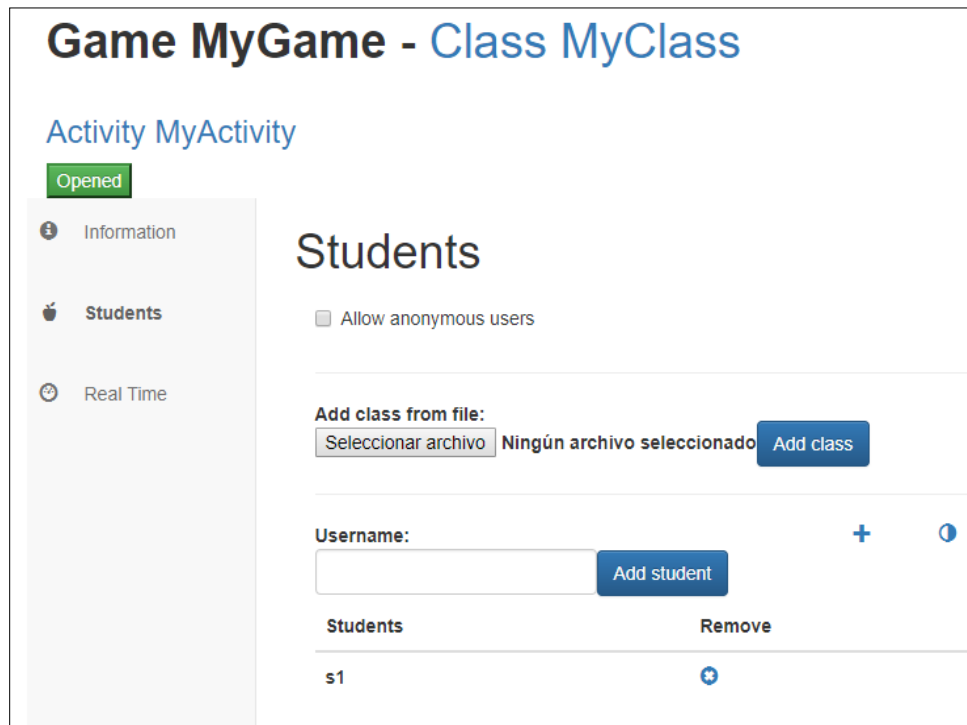 Game MyGame - Class MyClass
Activity MyActivity
Opened
Information
Students
Real Time
Students
Allow anonymous users
Add class from file:
Seleccionar archivo Ningún archivo seleccionado Add class
Username:
Add student
Students Remove
s1